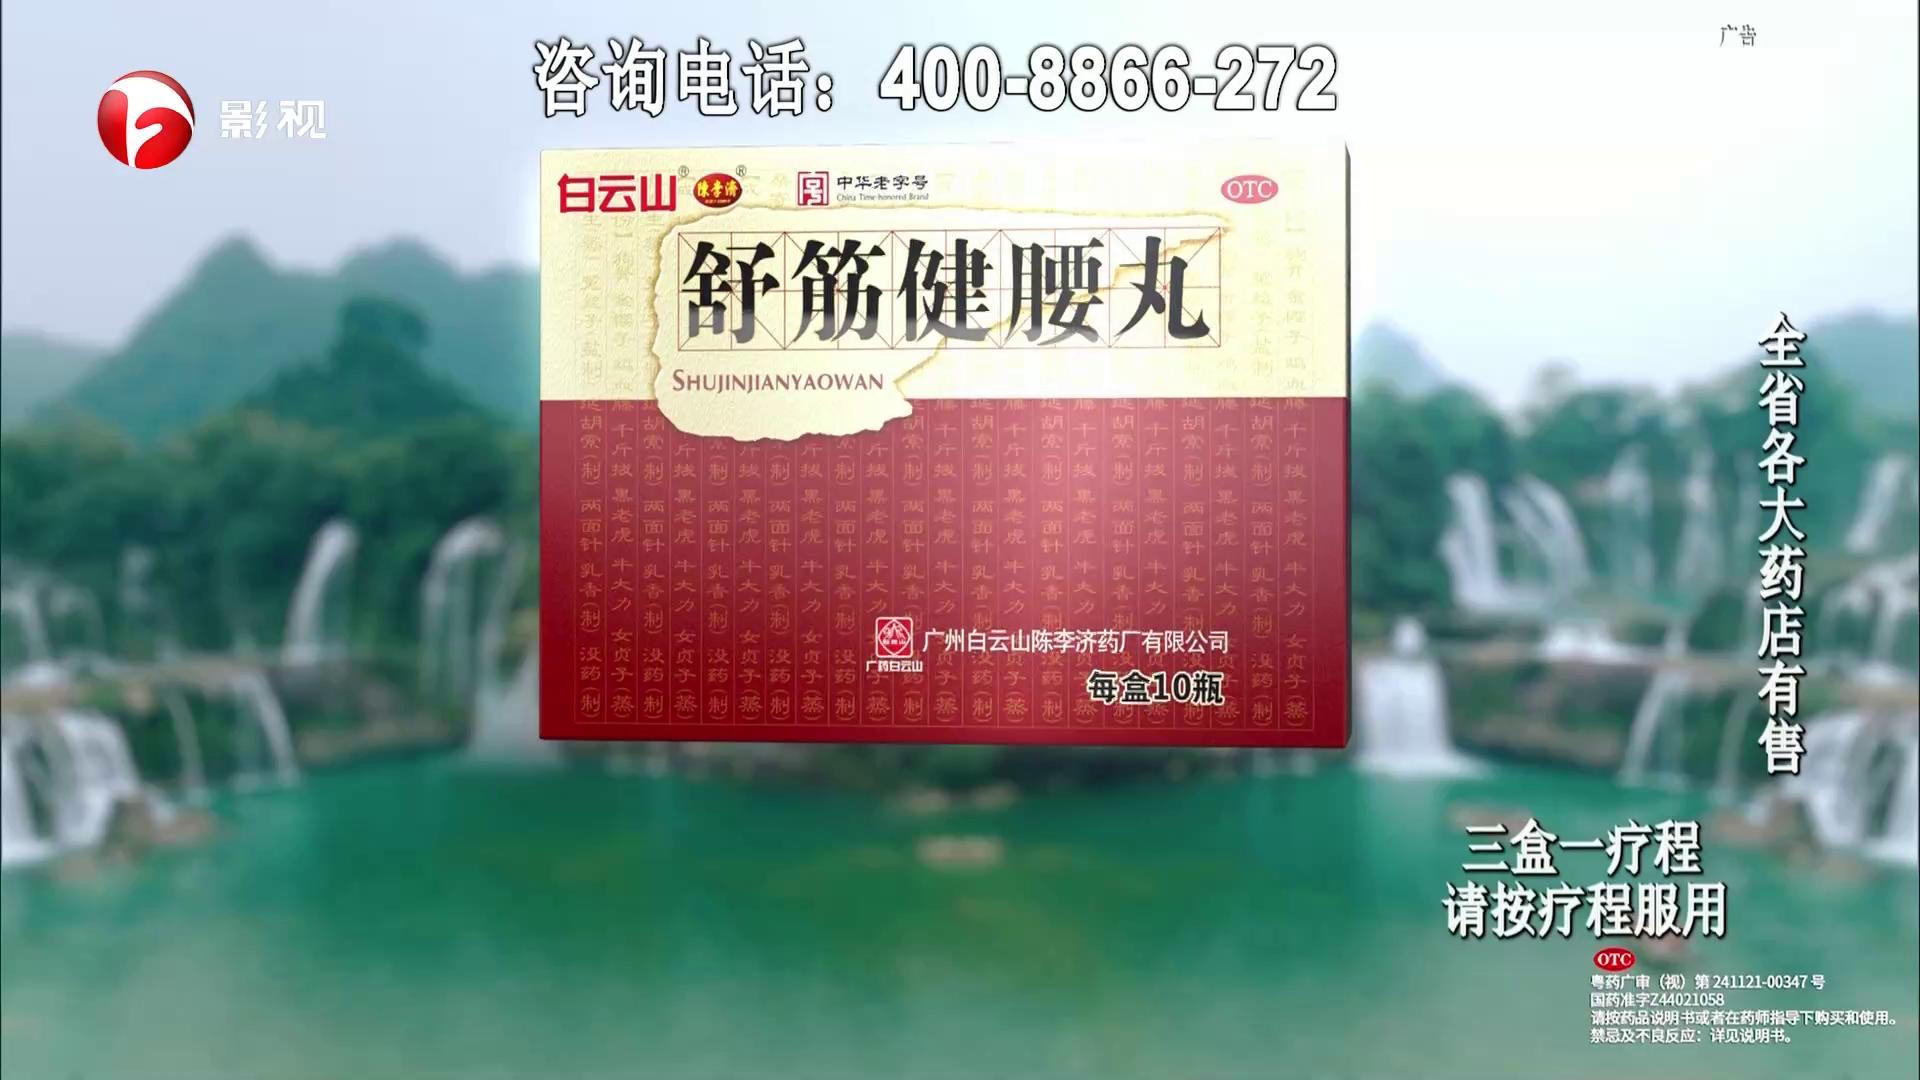 广告
咨询电话：400-8866-272
影视
白云山® 陳李濟® 中华老字号 OTC
China Time-honored Brand
舒筋健腰丸
SHUJINJIANYAOWAN
广州白云山陈李济药厂有限公司
广药白云山
每盒10瓶
全省各大药店有售
三盒一疗程
请按疗程服用
OTC
粤药广审（视）第241121-00347号
国药准字Z44021058
请按药品说明书或者在药师指导下购买和使用。
禁忌及不良反应：详见说明书。